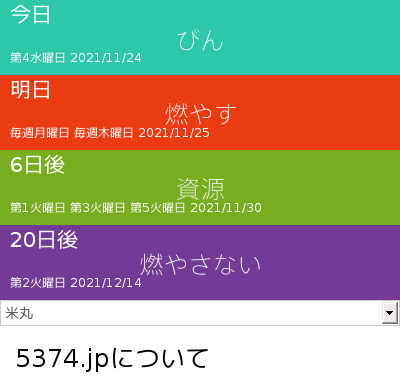 今日
びん
第4水曜日 2021/11/24
明日
燃やす
毎週月曜日 毎週木曜日 2021/11/25
6日後
資源
第1火曜日 第3火曜日 第5火曜日 2021/11/30
20日後
燃やさない
第2火曜日 2021/12/14
米丸
5374.jpについて